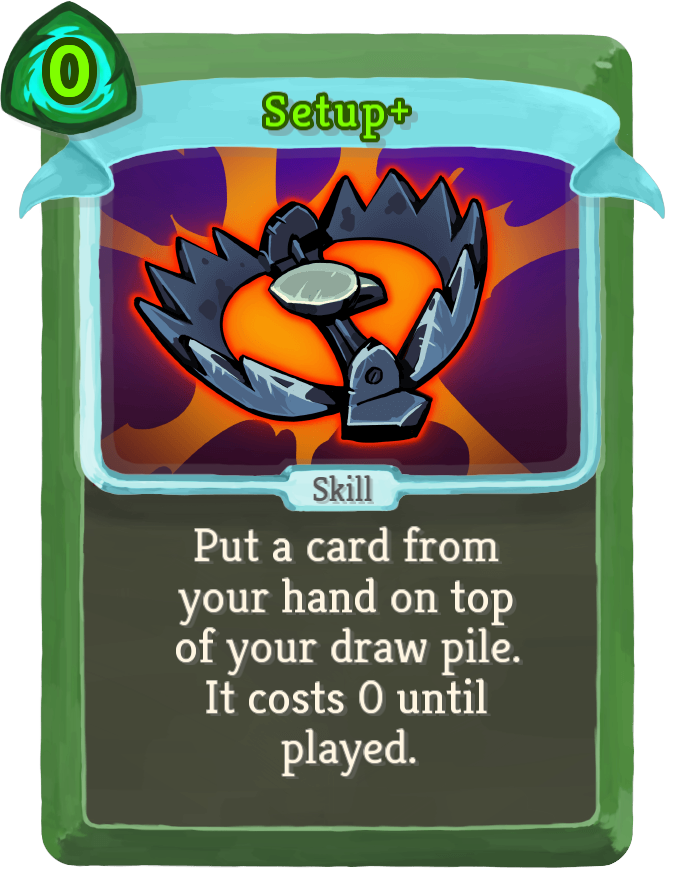 0
Setup+
Skill
Put a card from
your hand on top
of your draw pile.
It costs 0 until
played.